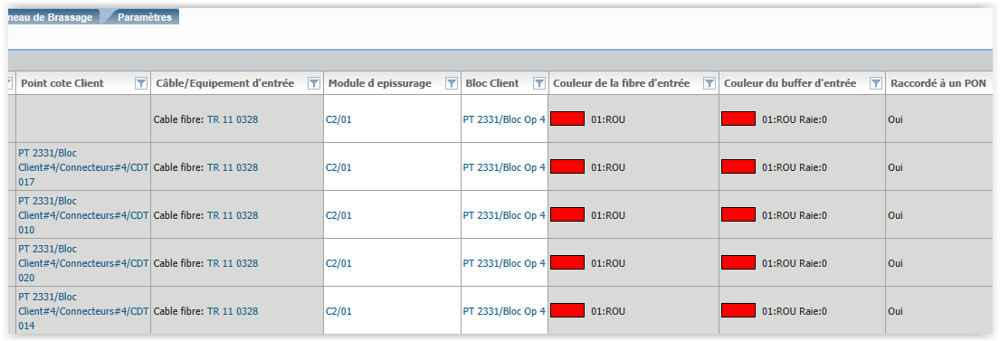 neau de Brassage Paramètres
Point cote Client Câble/Equipement d'entrée Module d epissurage Bloc Client Couleur de la fibre d'entrée Couleur du buffer d'entrée Raccordé à un PON
Cable fibre: TR 11 0328 C2/01 PT 2331/Bloc Op 4 01:ROU 01:ROU Raie:0 Oui
PT 2331/Bloc
Client#4/Connecteurs#4/CDT Cable fibre: TR 11 0328 C2/01 PT 2331/Bloc Op 4 01:ROU 01:ROU Raie:0 Oui
017
PT 2331/Bloc
Client#4/Connecteurs#4/CDT Cable fibre: TR 11 0328 C2/01 PT 2331/Bloc Op 4 01:ROU 01:ROU Raie:0 Oui
010
PT 2331/Bloc
Client#4/Connecteurs#4/CDT Cable fibre: TR 11 0328 C2/01 PT 2331/Bloc Op 4 01:ROU 01:ROU Raie:0 Oui
020
PT 2331/Bloc
Client#4/Connecteurs#4/CDT Cable fibre: TR 11 0328 C2/01 PT 2331/Bloc Op 4 01:ROU 01:ROU Raie:0 Oui
014